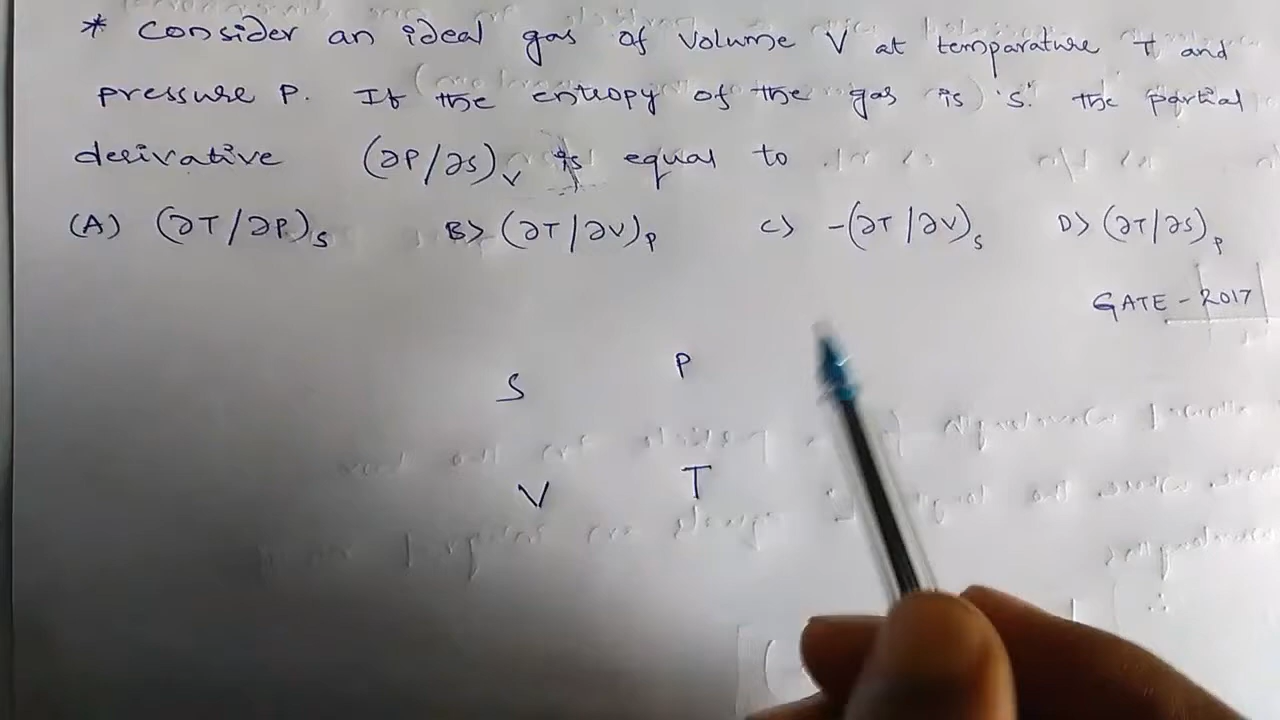 * Consider an ideal gas of volume V at temparature T and
pressure P. If the entropy of the gas is 's'. the partial
derivative (∂P/∂S)ᵥ is equal to
(A) (∂T/∂P)ₛ B> (∂T/∂V)ₚ C> -(∂T/∂V)ₛ D> (∂T/∂S)ₚ
GATE - 2017
S P
V T